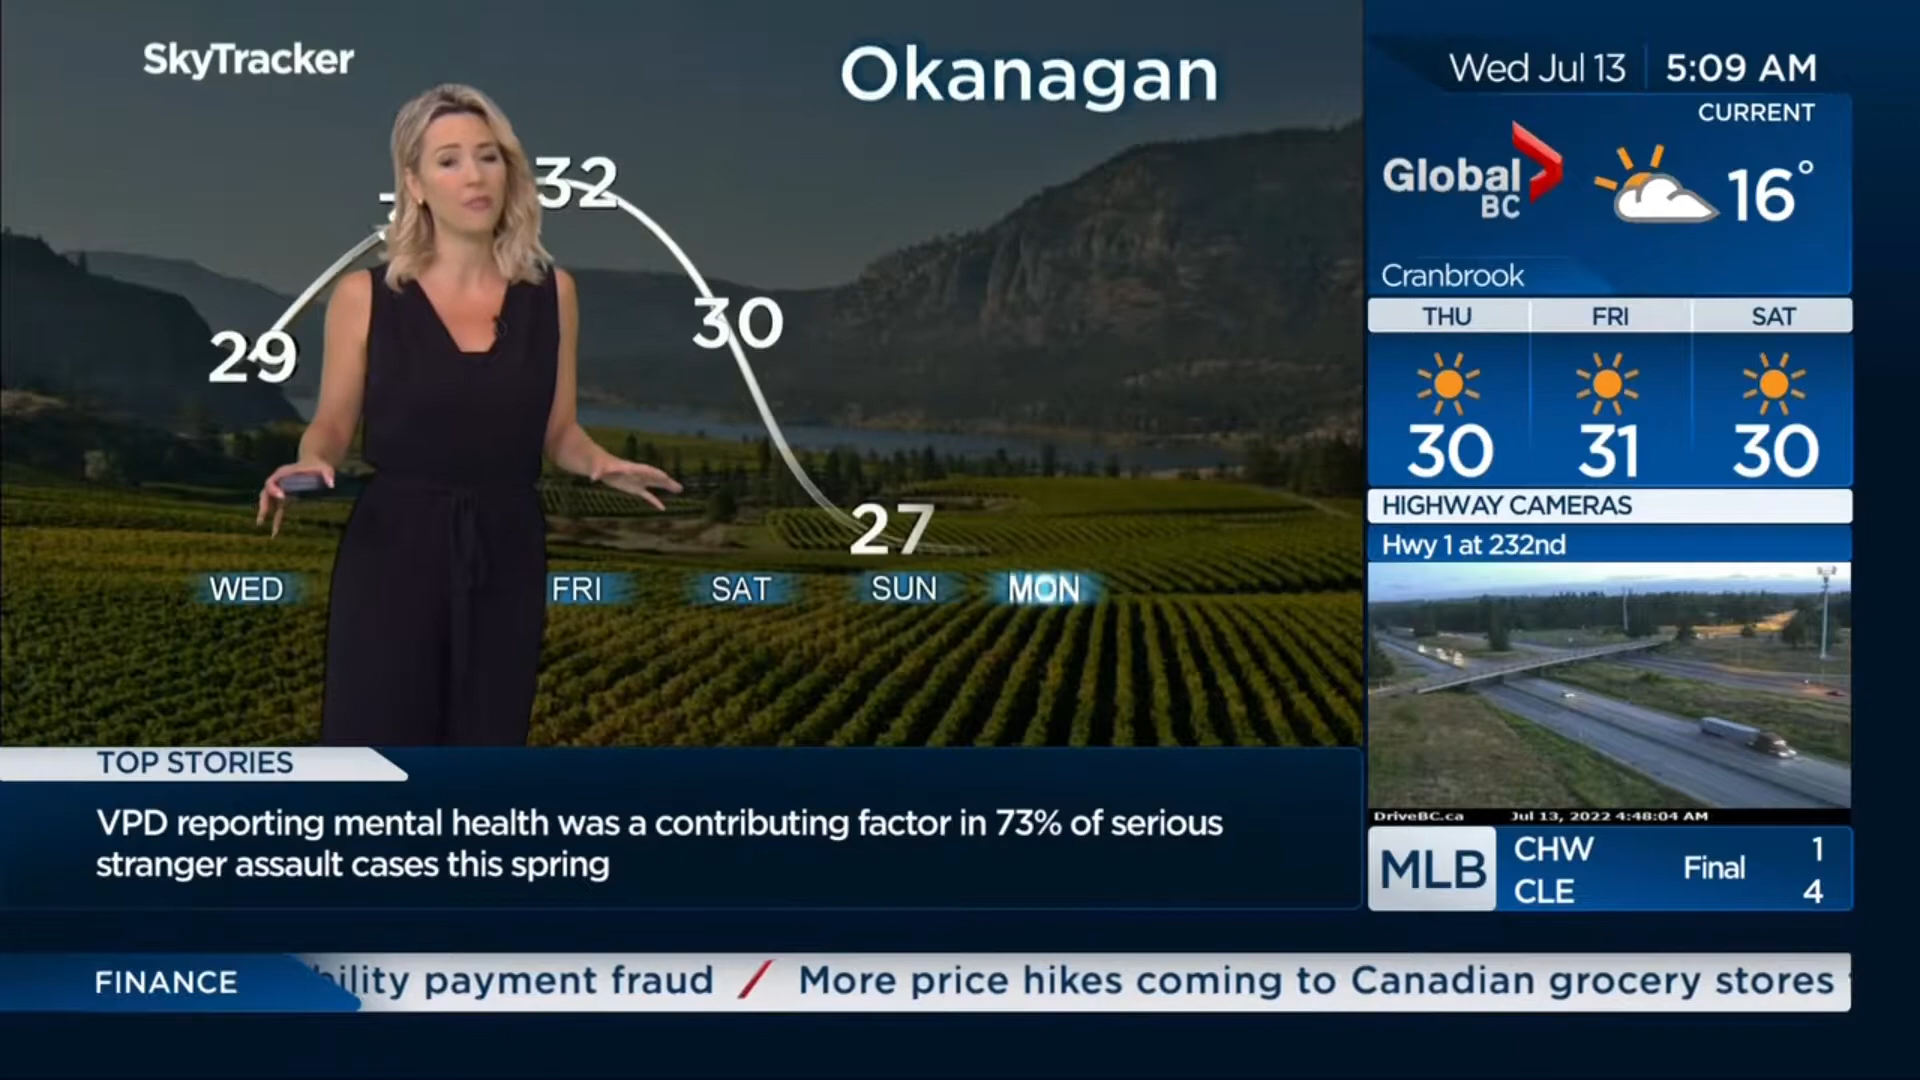 SkyTracker
Okanagan
29
32
30
27
WED
FRI
SAT
SUN
MON
TOP STORIES
VPD reporting mental health was a contributing factor in 73% of serious
stranger assault cases this spring
FINANCE
payment fraud / More price hikes coming to Canadian grocery stores
Wed Jul 13
5:09 AM
CURRENT
Global
BC
16°
Cranbrook
THU FRI SAT
30 31 30
HIGHWAY CAMERAS
Hwy 1 at 232nd
DriveBC.ca Jul 13, 2022 4:48:04 AM
MLB
CHW 1
Final
CLE 4